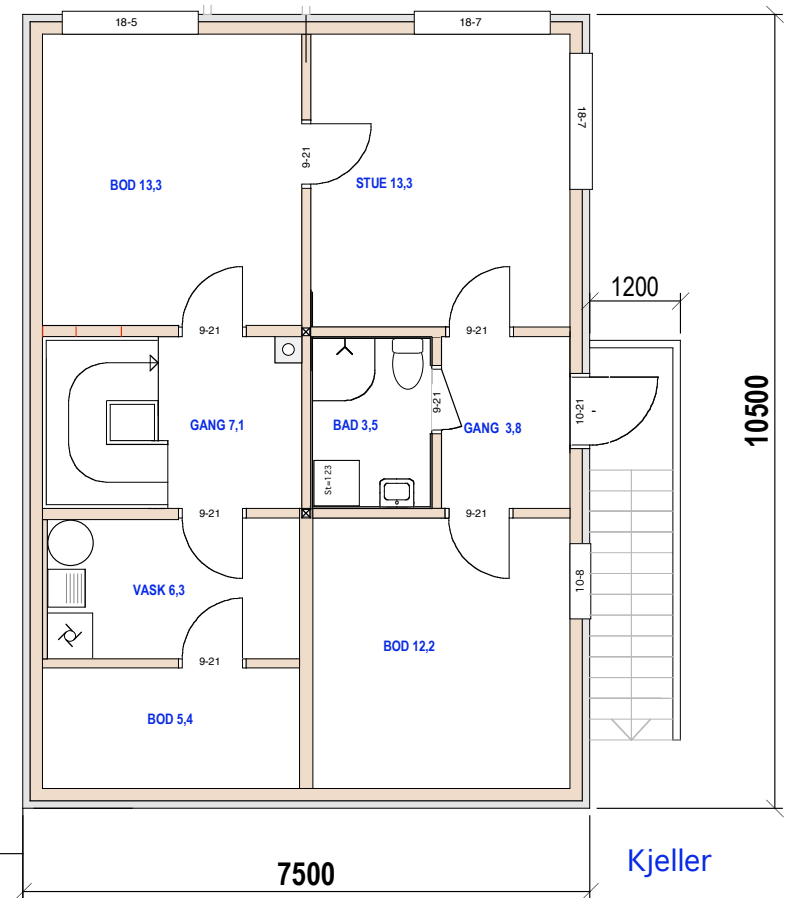 18-5
18-7
18-7
9-21
BOD 13,3
STUE 13,3
1200
9-21
9-21
10500
9-21
10-21
GANG 7,1
BAD 3,5
GANG 3,8
St=123
9-21
9-21
10-8
VASK 6,3
BOD 12,2
9-21
BOD 5,4
7500
Kjeller